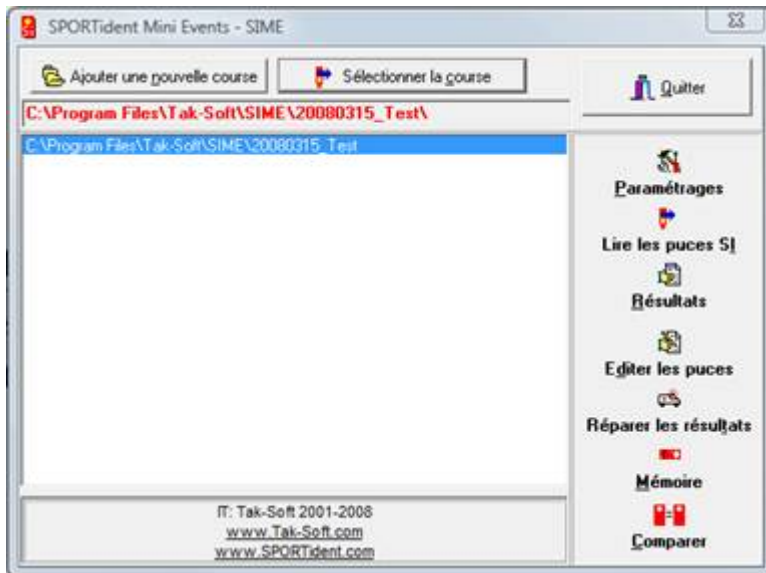 SPORTident Mini Events - SIME
Ajouter une nouvelle course
Sélectionner la course
Quitter
C:\Program Files\Tak-Soft\SIME\20080315_Test\
C:\Program Files\Tak-Soft\SIME\20080315_Test
Paramétrages
Lire les puces SI
Résultats
Editer les puces
Réparer les résultats
Mémoire
Comparer
IT: Tak-Soft 2001-2008
www.Tak-Soft.com
www.SPORTident.com